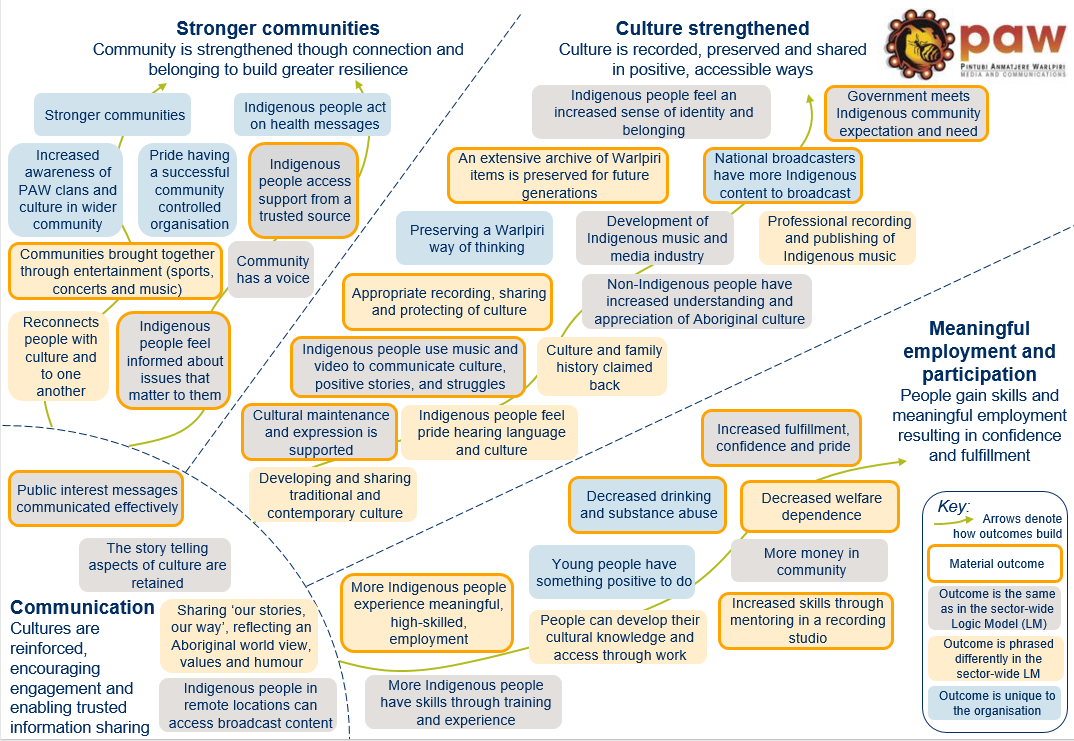 Stronger communities
Community is strengthened though connection and
belonging to build greater resilience
Stronger communities
Indigenous people act
on health messages
Increased
awareness of
PAW clans and
culture in wider
community
Pride having
a successful
community
controlled
organisation
Indigenous
people access
support from a
trusted source
Communities brought together
through entertainment (sports,
concerts and music)
Community
has a voice
Reconnects
people with
culture and
to one
another
Indigenous
people feel
informed about
issues that
matter to them
Culture strengthened
Culture is recorded, preserved and shared
in positive, accessible ways
paw
PINTUBI ANMATJERE WARLPIRI
MEDIA AND COMMUNICATIONS
Indigenous people feel an
increased sense of identity and
belonging
Government meets
Indigenous community
expectation and need
An extensive archive of Warlpiri
items is preserved for future
generations
National broadcasters
have more Indigenous
content to broadcast
Preserving a Warlpiri
way of thinking
Development of
Indigenous music and
media industry
Professional recording
and publishing of
Indigenous music
Appropriate recording, sharing
and protecting of culture
Non-Indigenous people have
increased understanding and
appreciation of Aboriginal culture
Indigenous people use music and
video to communicate culture,
positive stories, and struggles
Culture and family
history claimed
back
Cultural maintenance
and expression is
supported
Indigenous people feel
pride hearing language
and culture
Developing and sharing
traditional and
contemporary culture
Meaningful
employment and
participation
People gain skills and
meaningful employment
resulting in confidence
and fulfillment
Increased fulfillment,
confidence and pride
Decreased drinking
and substance abuse
Decreased welfare
dependence
Young people have
something positive to do
More money in
community
More Indigenous people
experience meaningful,
high-skilled,
employment
People can develop their
cultural knowledge and
access through work
Increased skills through
mentoring in a recording
studio
More Indigenous people
have skills through training
and experience
Public interest messages
communicated effectively
The story telling
aspects of culture are
retained
Communication
Cultures are
reinforced,
encouraging
engagement and
enabling trusted
information sharing
Sharing ‘our stories,
our way’, reflecting an
Aboriginal world view,
values and humour
Indigenous people in
remote locations can
access broadcast content
Key:
Arrows denote
how outcomes build
Material outcome
Outcome is the same
as in the sector-wide
Logic Model (LM)
Outcome is phrased
differently in the
sector-wide LM
Outcome is unique to
the organisation